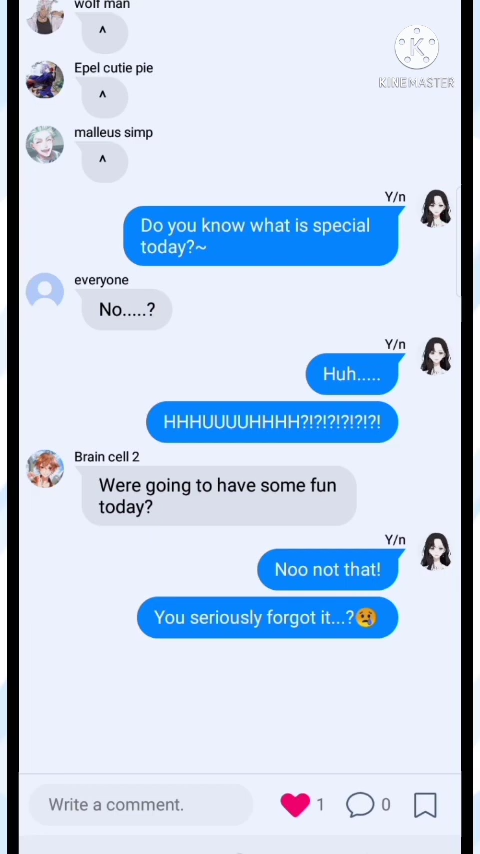 wolf man
^
KINEMASTER
Epel cutie pie
^
malleus simp
^
Y/n
Do you know what is special
today?~
everyone
No.....?
Y/n
Huh.....
HHHUUUUHHHH?!?!?!?!?!?!
Brain cell 2
Were going to have some fun
today?
Y/n
Noo not that!
You seriously forgot it...?😢
Write a comment.
1
0